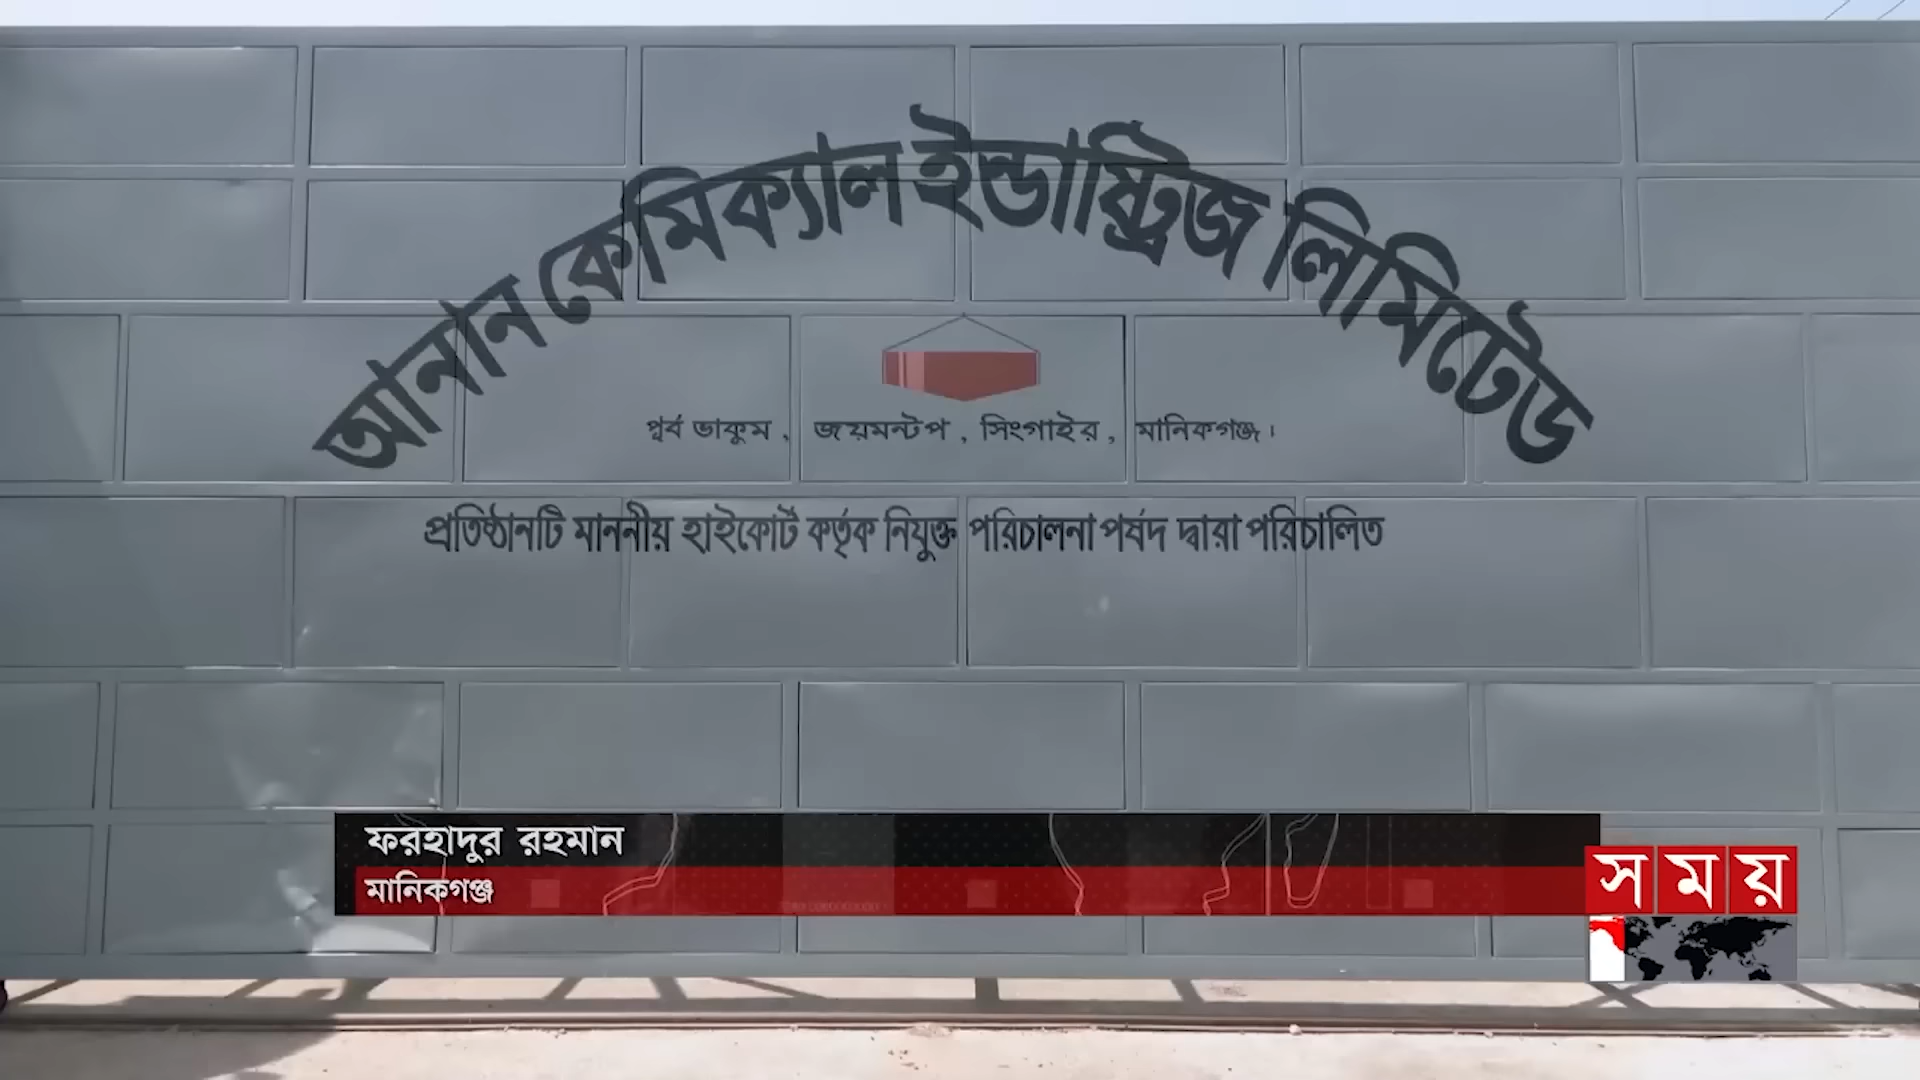 আনান কেমিক্যাল ইন্ডাষ্ট্রিজ লিমিটেড
পূর্ব ভাকুম, জয়মন্টপ, সিংগাইর, মানিকগঞ্জ।
প্রতিষ্ঠানটি মাননীয় হাইকোর্ট কর্তৃক নিযুক্ত পরিচালনা পর্ষদ দ্বারা পরিচালিত
ফরহাদুর রহমান
মানিকগঞ্জ
সময়